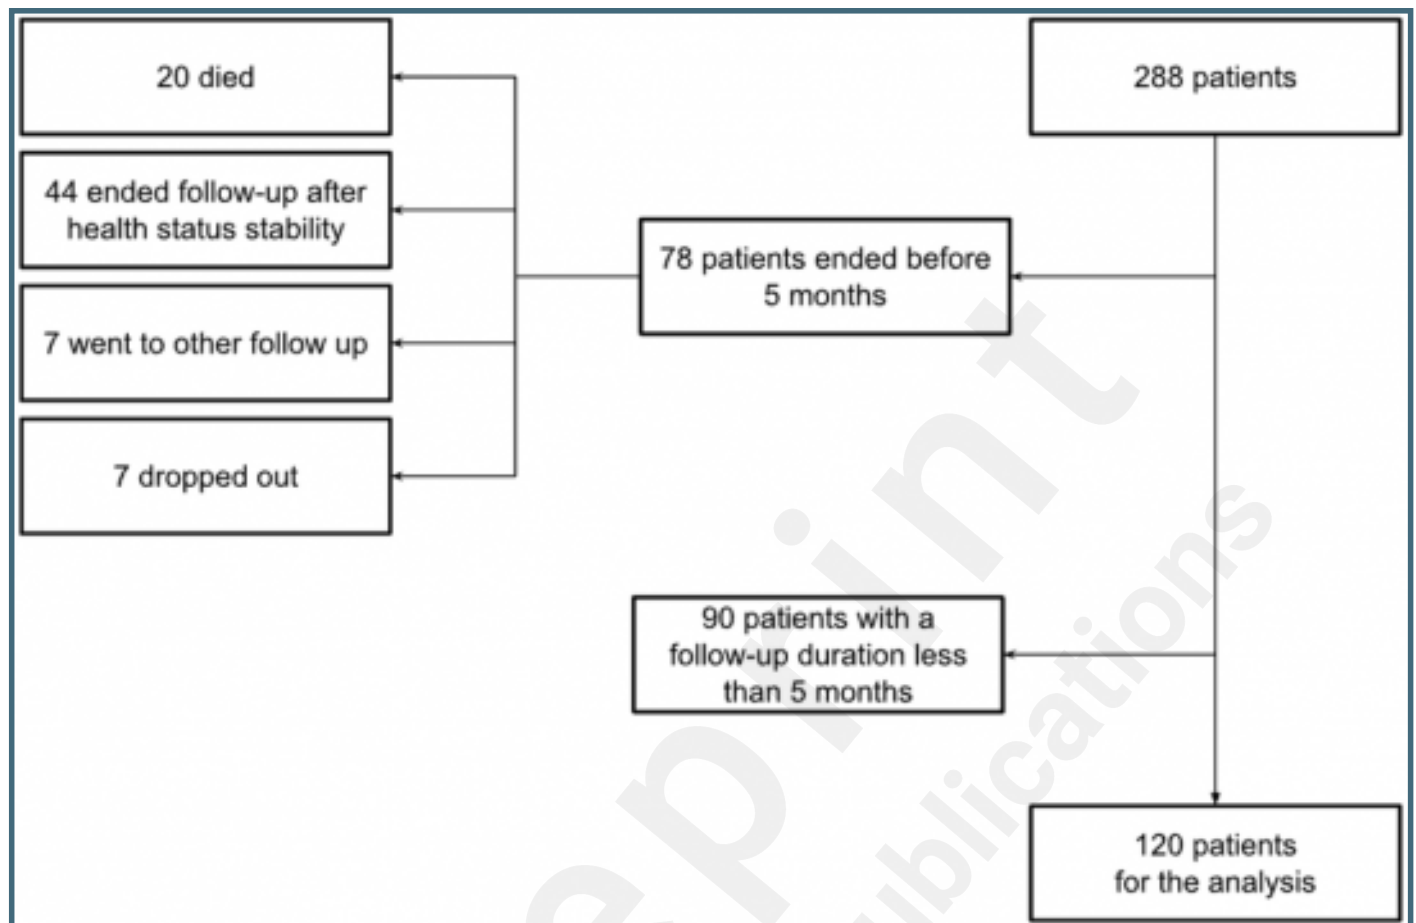 20 died
288 patients
44 ended follow-up after
health status stability
78 patients ended before
5 months
7 went to other follow up
7 dropped out
90 patients with a
follow-up duration less
than 5 months
120 patients
for the analysis